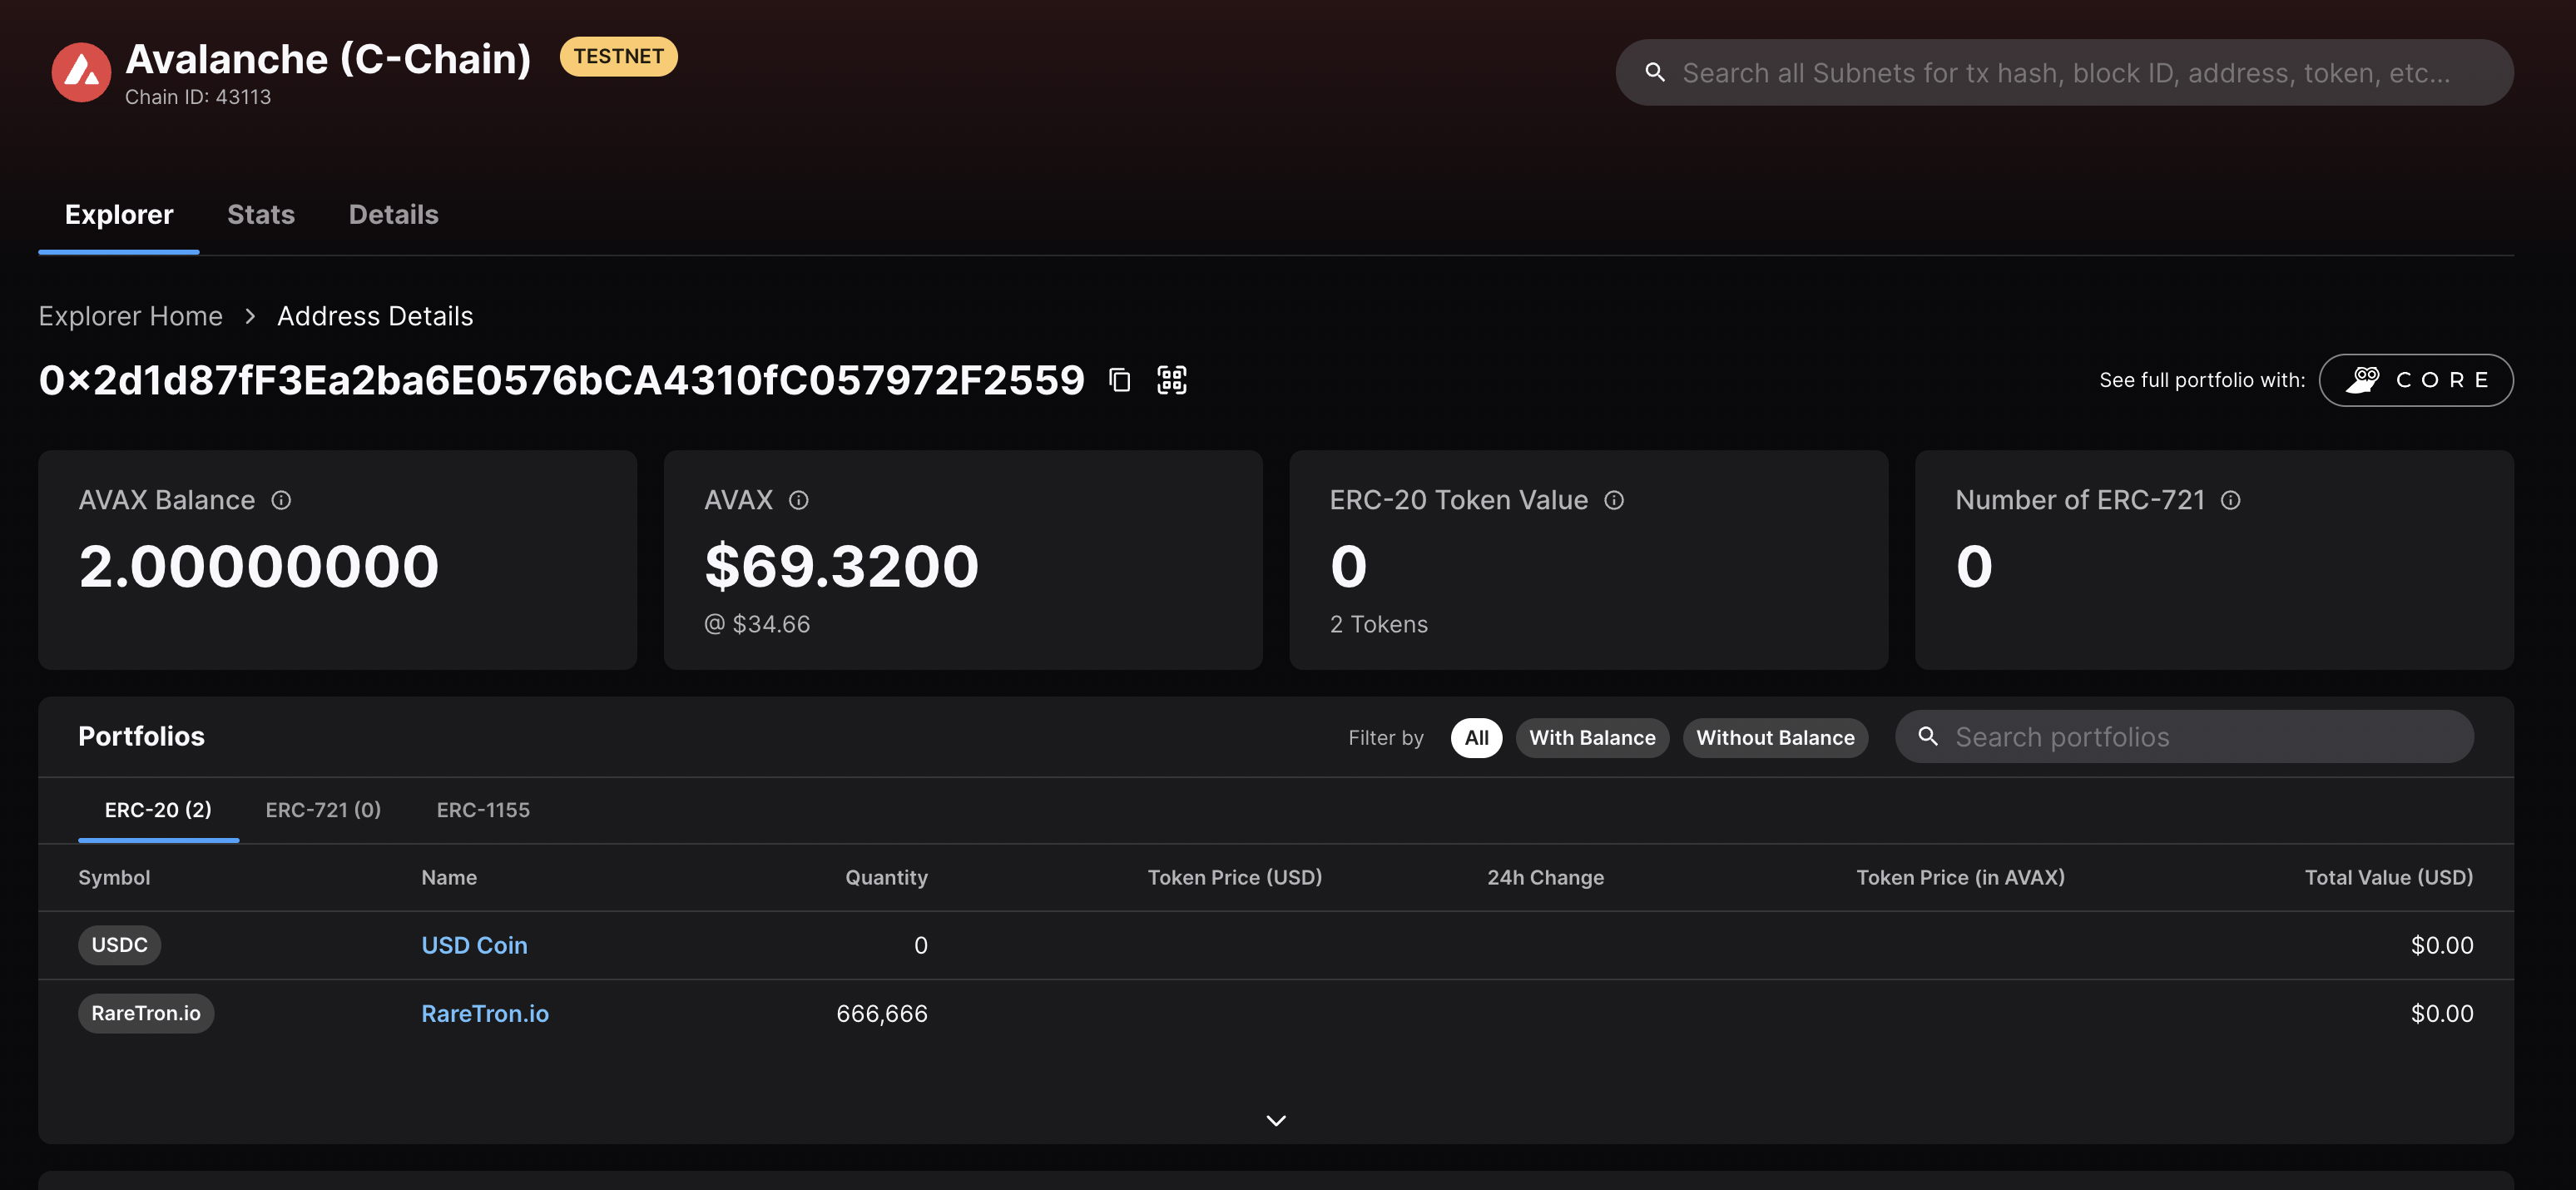 Avalanche (C-Chain) TESTNET
Chain ID: 43113
Search all Subnets for tx hash, block ID, address, token, etc...
Explorer Stats Details
Explorer Home > Address Details
0x2d1d87fF3Ea2ba6E0576bCA4310fC057972F2559
See full portfolio with: CORE
AVAX Balance
2.00000000
AVAX
$69.3200
@ $34.66
ERC-20 Token Value
0
2 Tokens
Number of ERC-721
0
Portfolios
Filter by All With Balance Without Balance Search portfolios
ERC-20 (2) ERC-721 (0) ERC-1155
Symbol Name Quantity Token Price (USD) 24h Change Token Price (in AVAX) Total Value (USD)
USDC USD Coin 0 $0.00
RareTron.io RareTron.io 666,666 $0.00